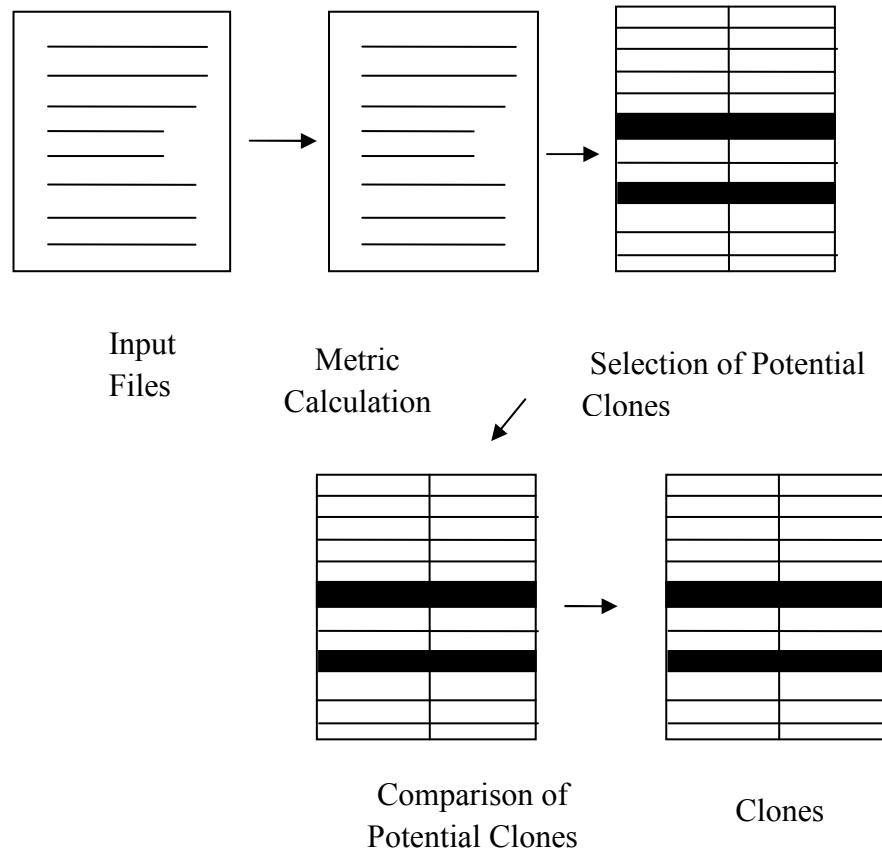 Input
Files
Metric
Calculation
Selection of Potential
Clones
Comparison of
Potential Clones
Clones